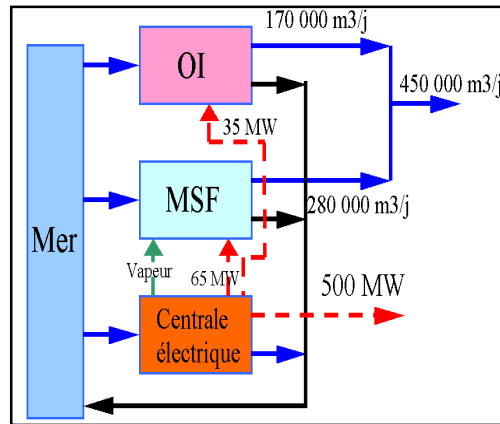 170 000 m3/j
OI
450 000 m3/j
35 MW
MSF
280 000 m3/j
Mer
Vapeur
65 MW
500 MW
Centrale
électrique